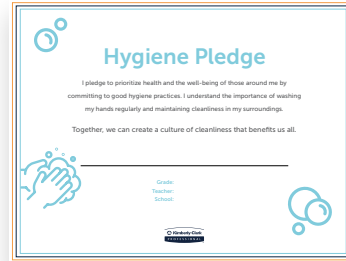 Hygiene Pledge
I pledge to prioritize health and the well-being of those around me by
committing to good hygiene practices. I understand the importance of washing
my hands regularly and maintaining cleanliness in my surroundings.
Together, we can create a culture of cleanliness that benefits us all.
Grade:
Teacher:
School:
Kimberly-Clark
PROFESSIONAL